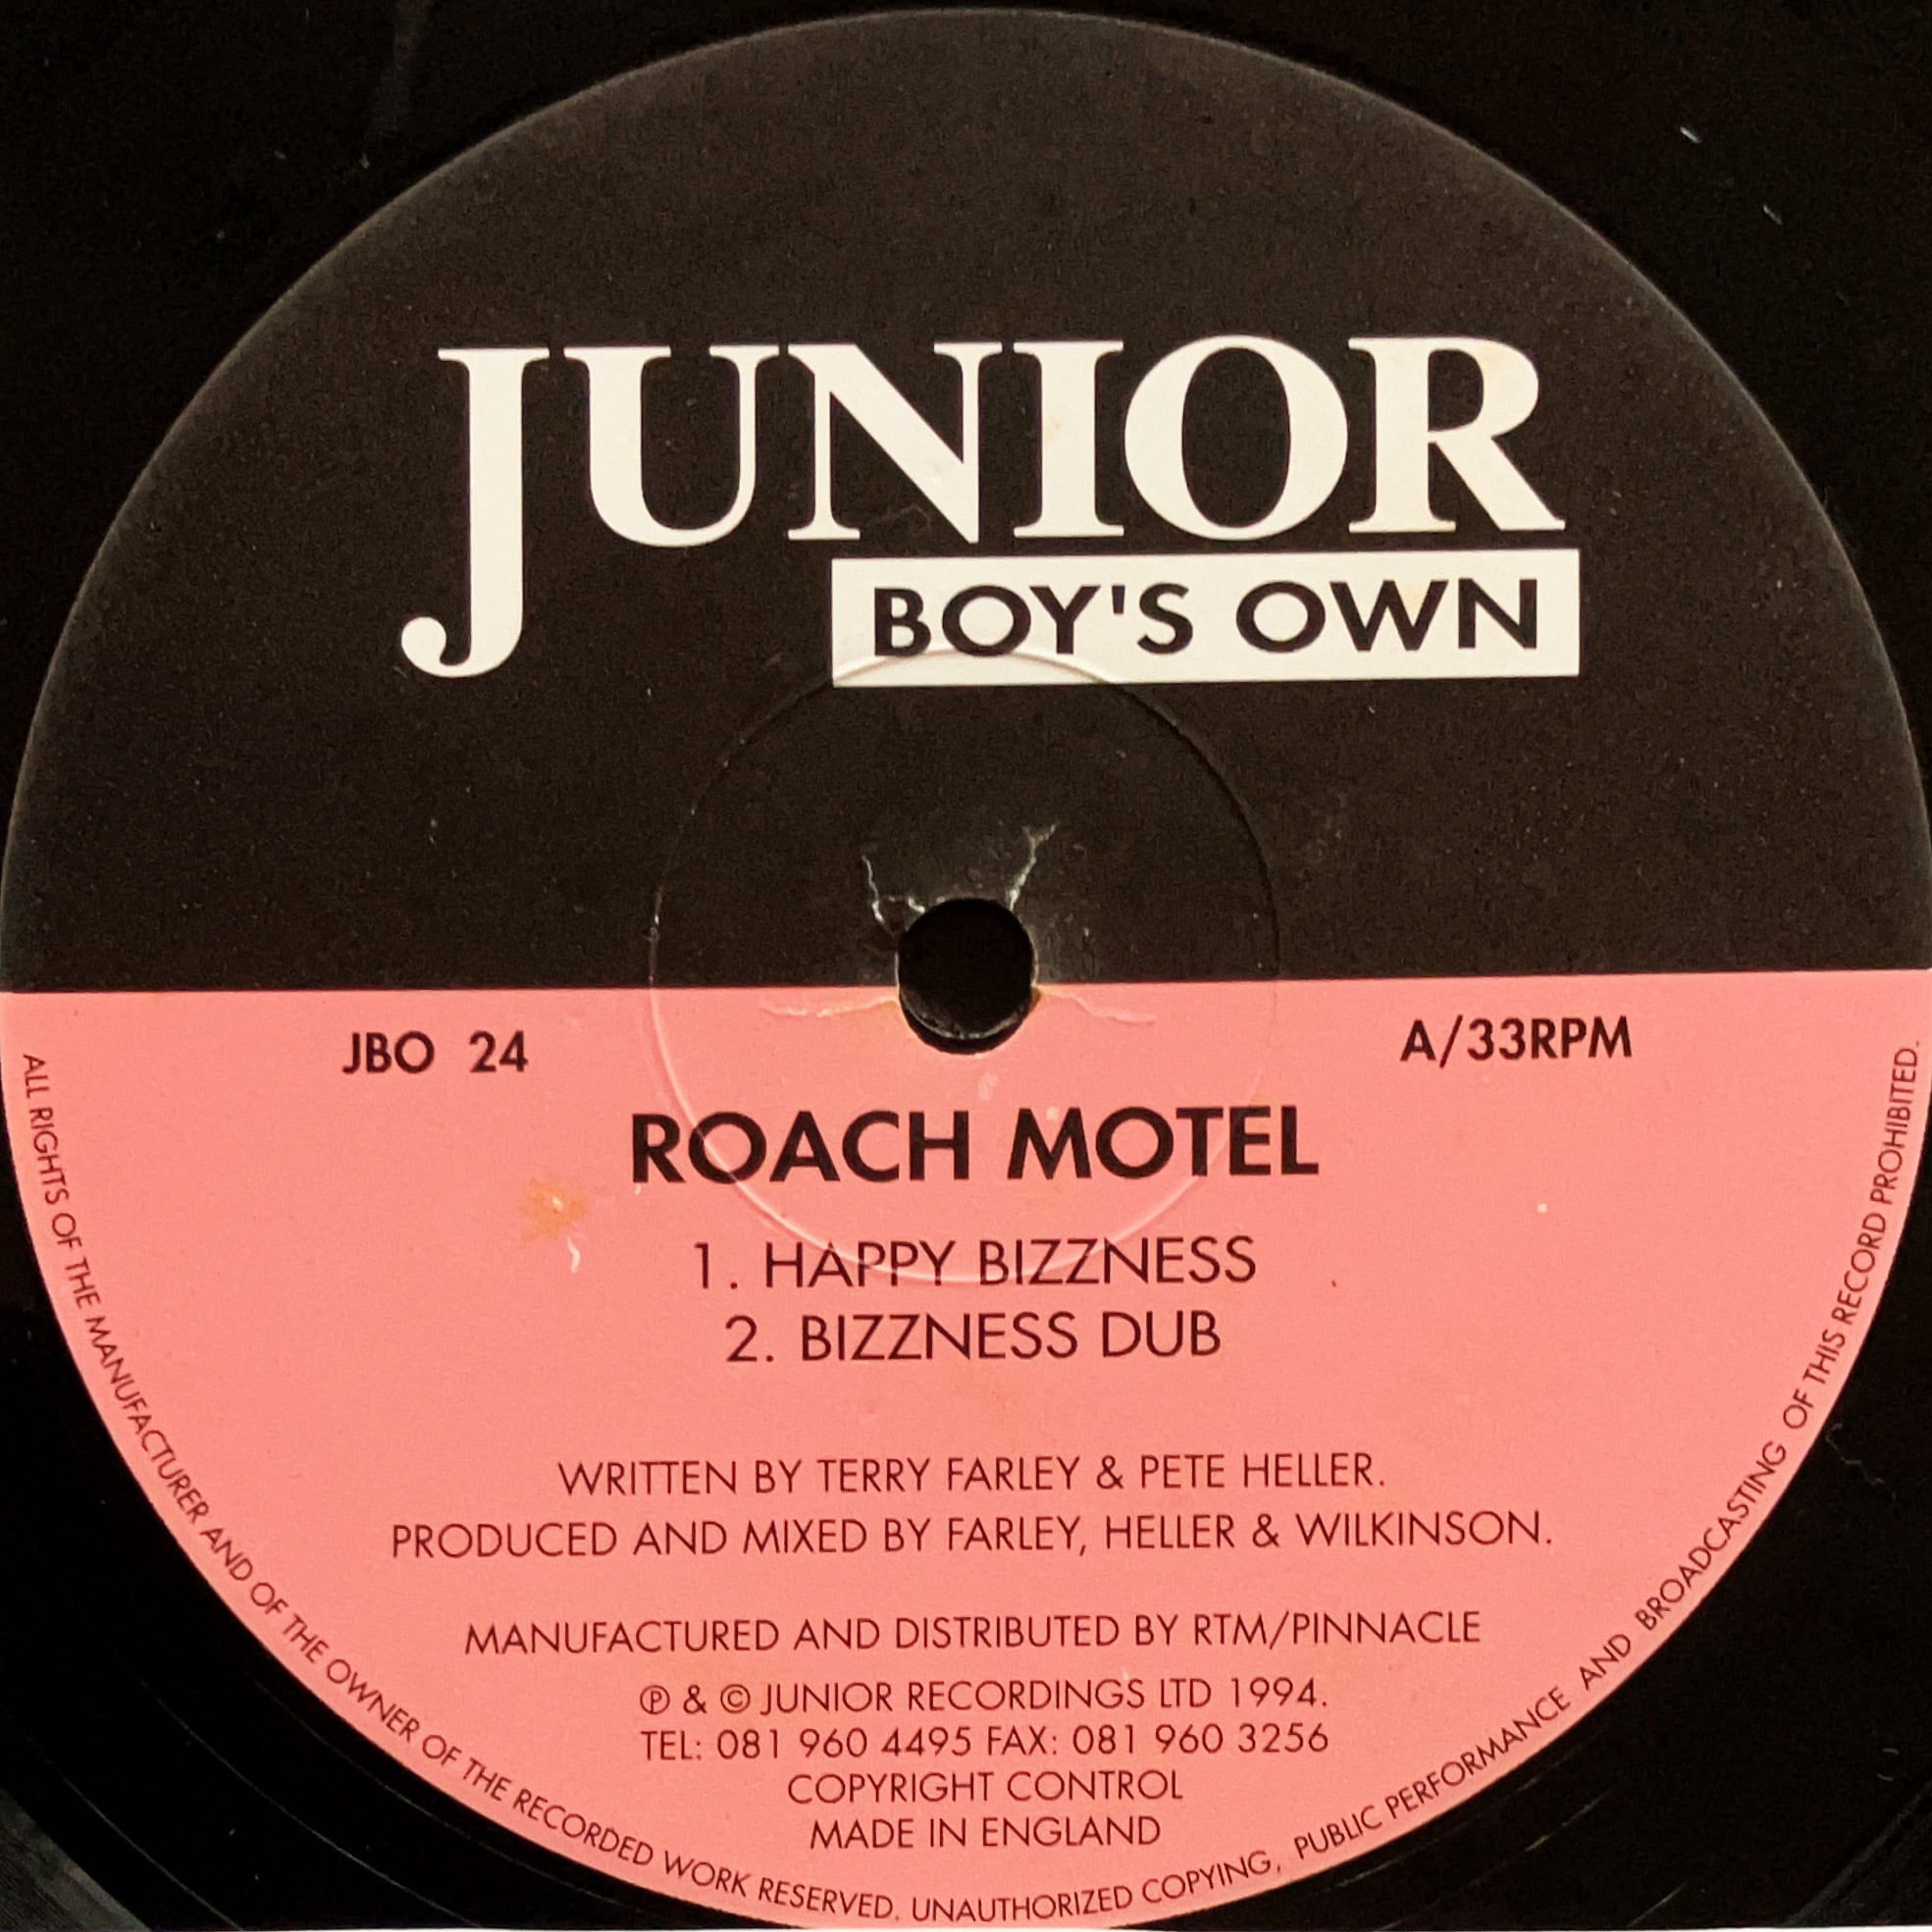 JUNIOR
BOY'S OWN
JBO 24
A/33RPM
ROACH MOTEL
1. HAPPY BIZZNESS
2. BIZZNESS DUB
WRITTEN BY TERRY FARLEY & PETE HELLER.
PRODUCED AND MIXED BY FARLEY, HELLER & WILKINSON.
MANUFACTURED AND DISTRIBUTED BY RTM/PINNACLE
℗ & © JUNIOR RECORDINGS LTD 1994.
TEL: 081 960 4495 FAX: 081 960 3256
COPYRIGHT CONTROL
MADE IN ENGLAND
ALL RIGHTS OF THE MANUFACTURER AND OF THE OWNER OF THE RECORDED WORK RESERVED. UNAUTHORIZED COPYING, PUBLIC PERFORMANCE AND BROADCASTING OF THIS RECORD PROHIBITED.